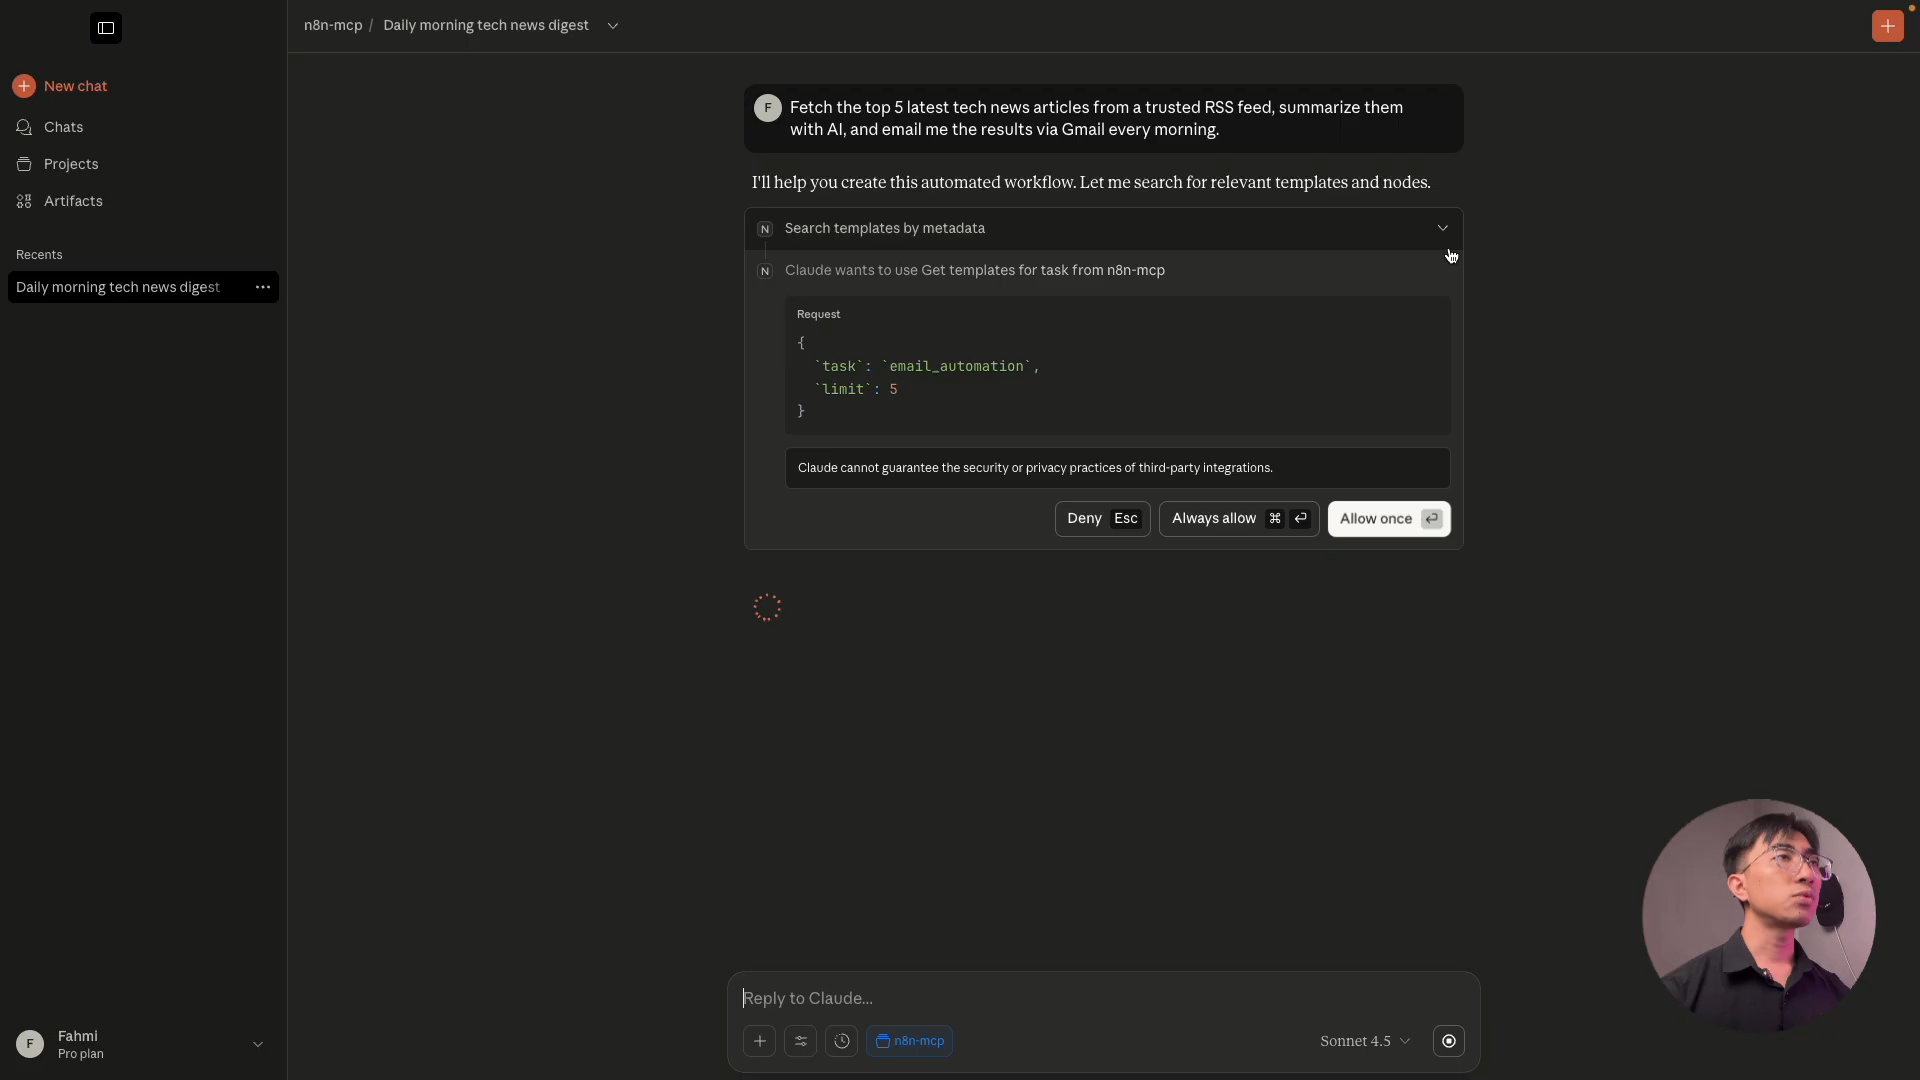 n8n-mcp / Daily morning tech news digest
New chat
Chats
Projects
Artifacts
Recents
Daily morning tech news digest
F
Fetch the top 5 latest tech news articles from a trusted RSS feed, summarize them
with AI, and email me the results via Gmail every morning.
I'll help you create this automated workflow. Let me search for relevant templates and nodes.
N Search templates by metadata
N Claude wants to use Get templates for task from n8n-mcp
Request
{
`task`: `email_automation`,
`limit`: 5
}
Claude cannot guarantee the security or privacy practices of third-party integrations.
Deny Esc Always allow ⌘ ↵ Allow once ↵
Reply to Claude...
n8n-mcp Sonnet 4.5
F Fahmi
Pro plan